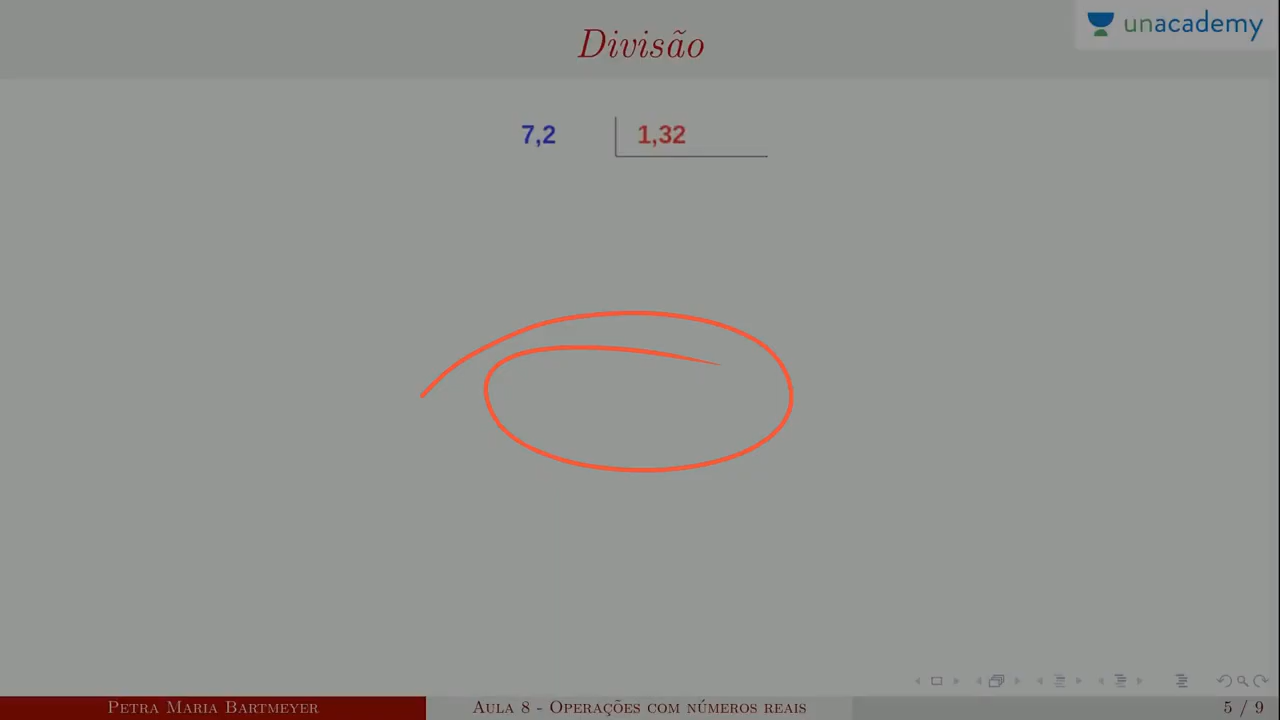 Divisão
unacademy
7,2 1,32
Petra Maria Bartmeyer Aula 8 - Operações com números reais 5 / 9